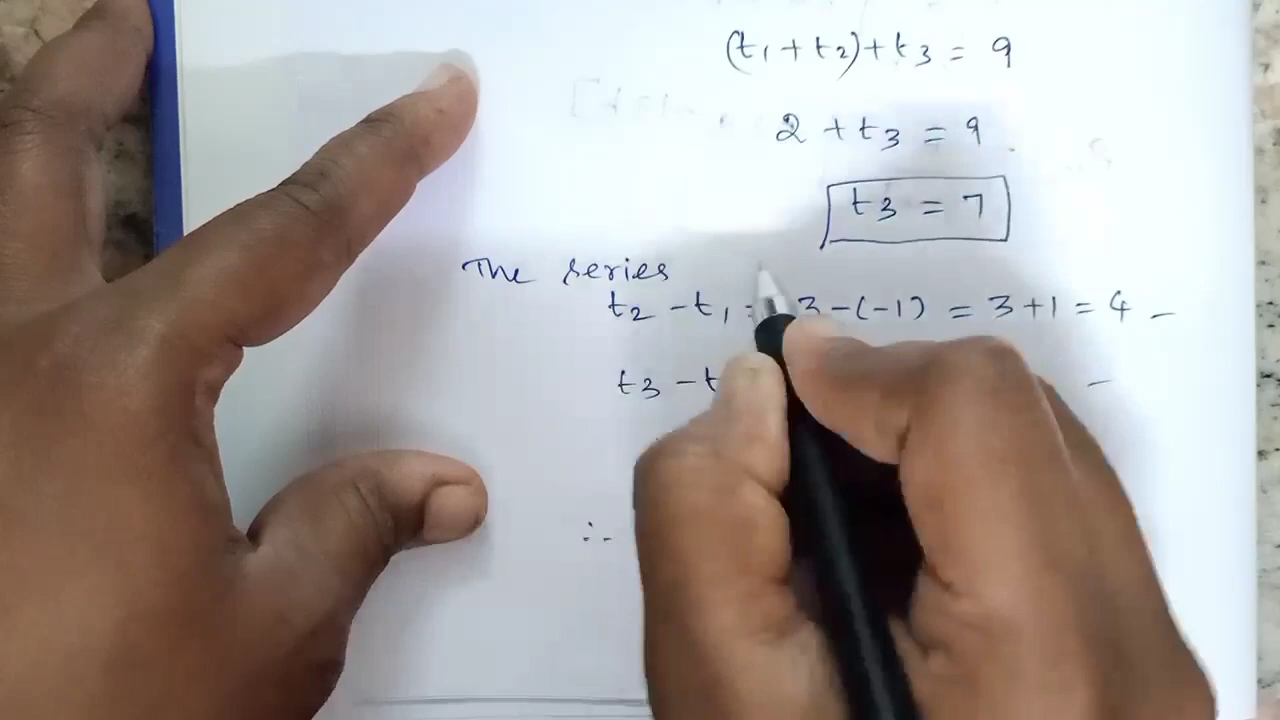 (t1 + t2) + t3 = 9
2 + t3 = 9
t3 = 7
The series
t2 - t1 = 3 - (-1) = 3 + 1 = 4 -
t3 - t
∴